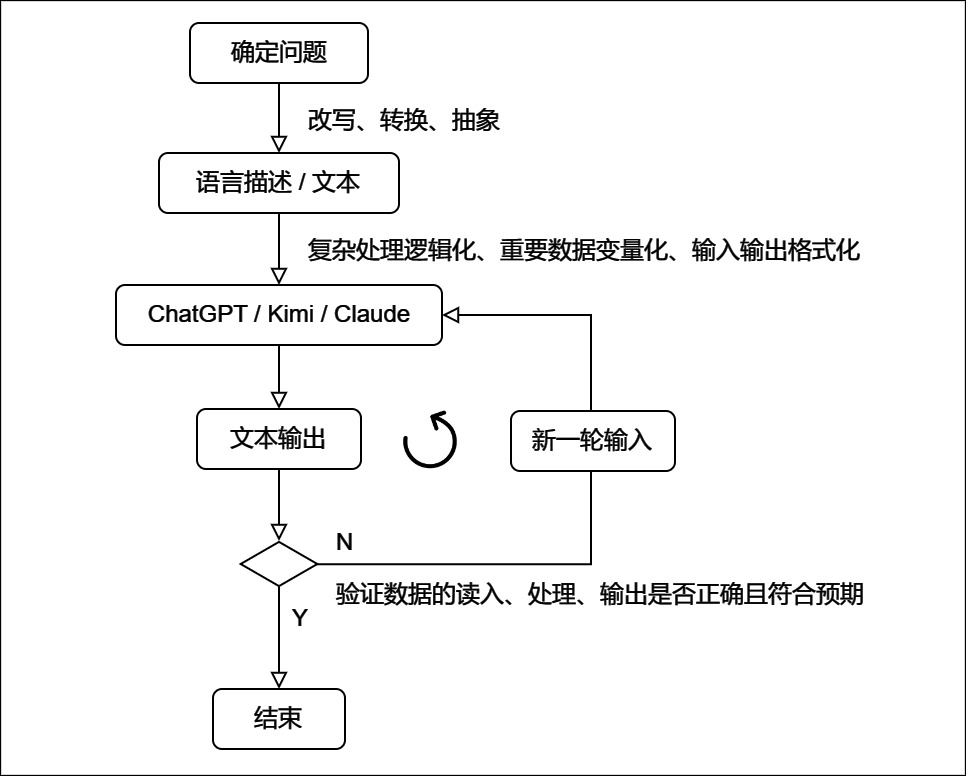 确定问题
改写、转换、抽象
语言描述 / 文本
复杂处理逻辑化、重要数据变量化、输入输出格式化
ChatGPT / Kimi / Claude
文本输出
新一轮输入
N
验证数据的读入、处理、输出是否正确且符合预期
Y
结束